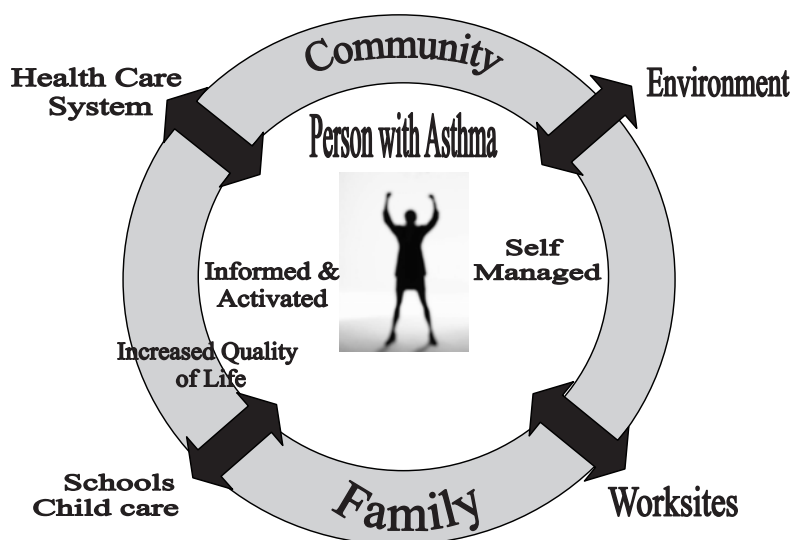 Community
Health Care
System
Environment
Person with Asthma
Self
Managed
Informed &
Activated
Increased Quality
of Life
Schools
Child care
Family
Worksites